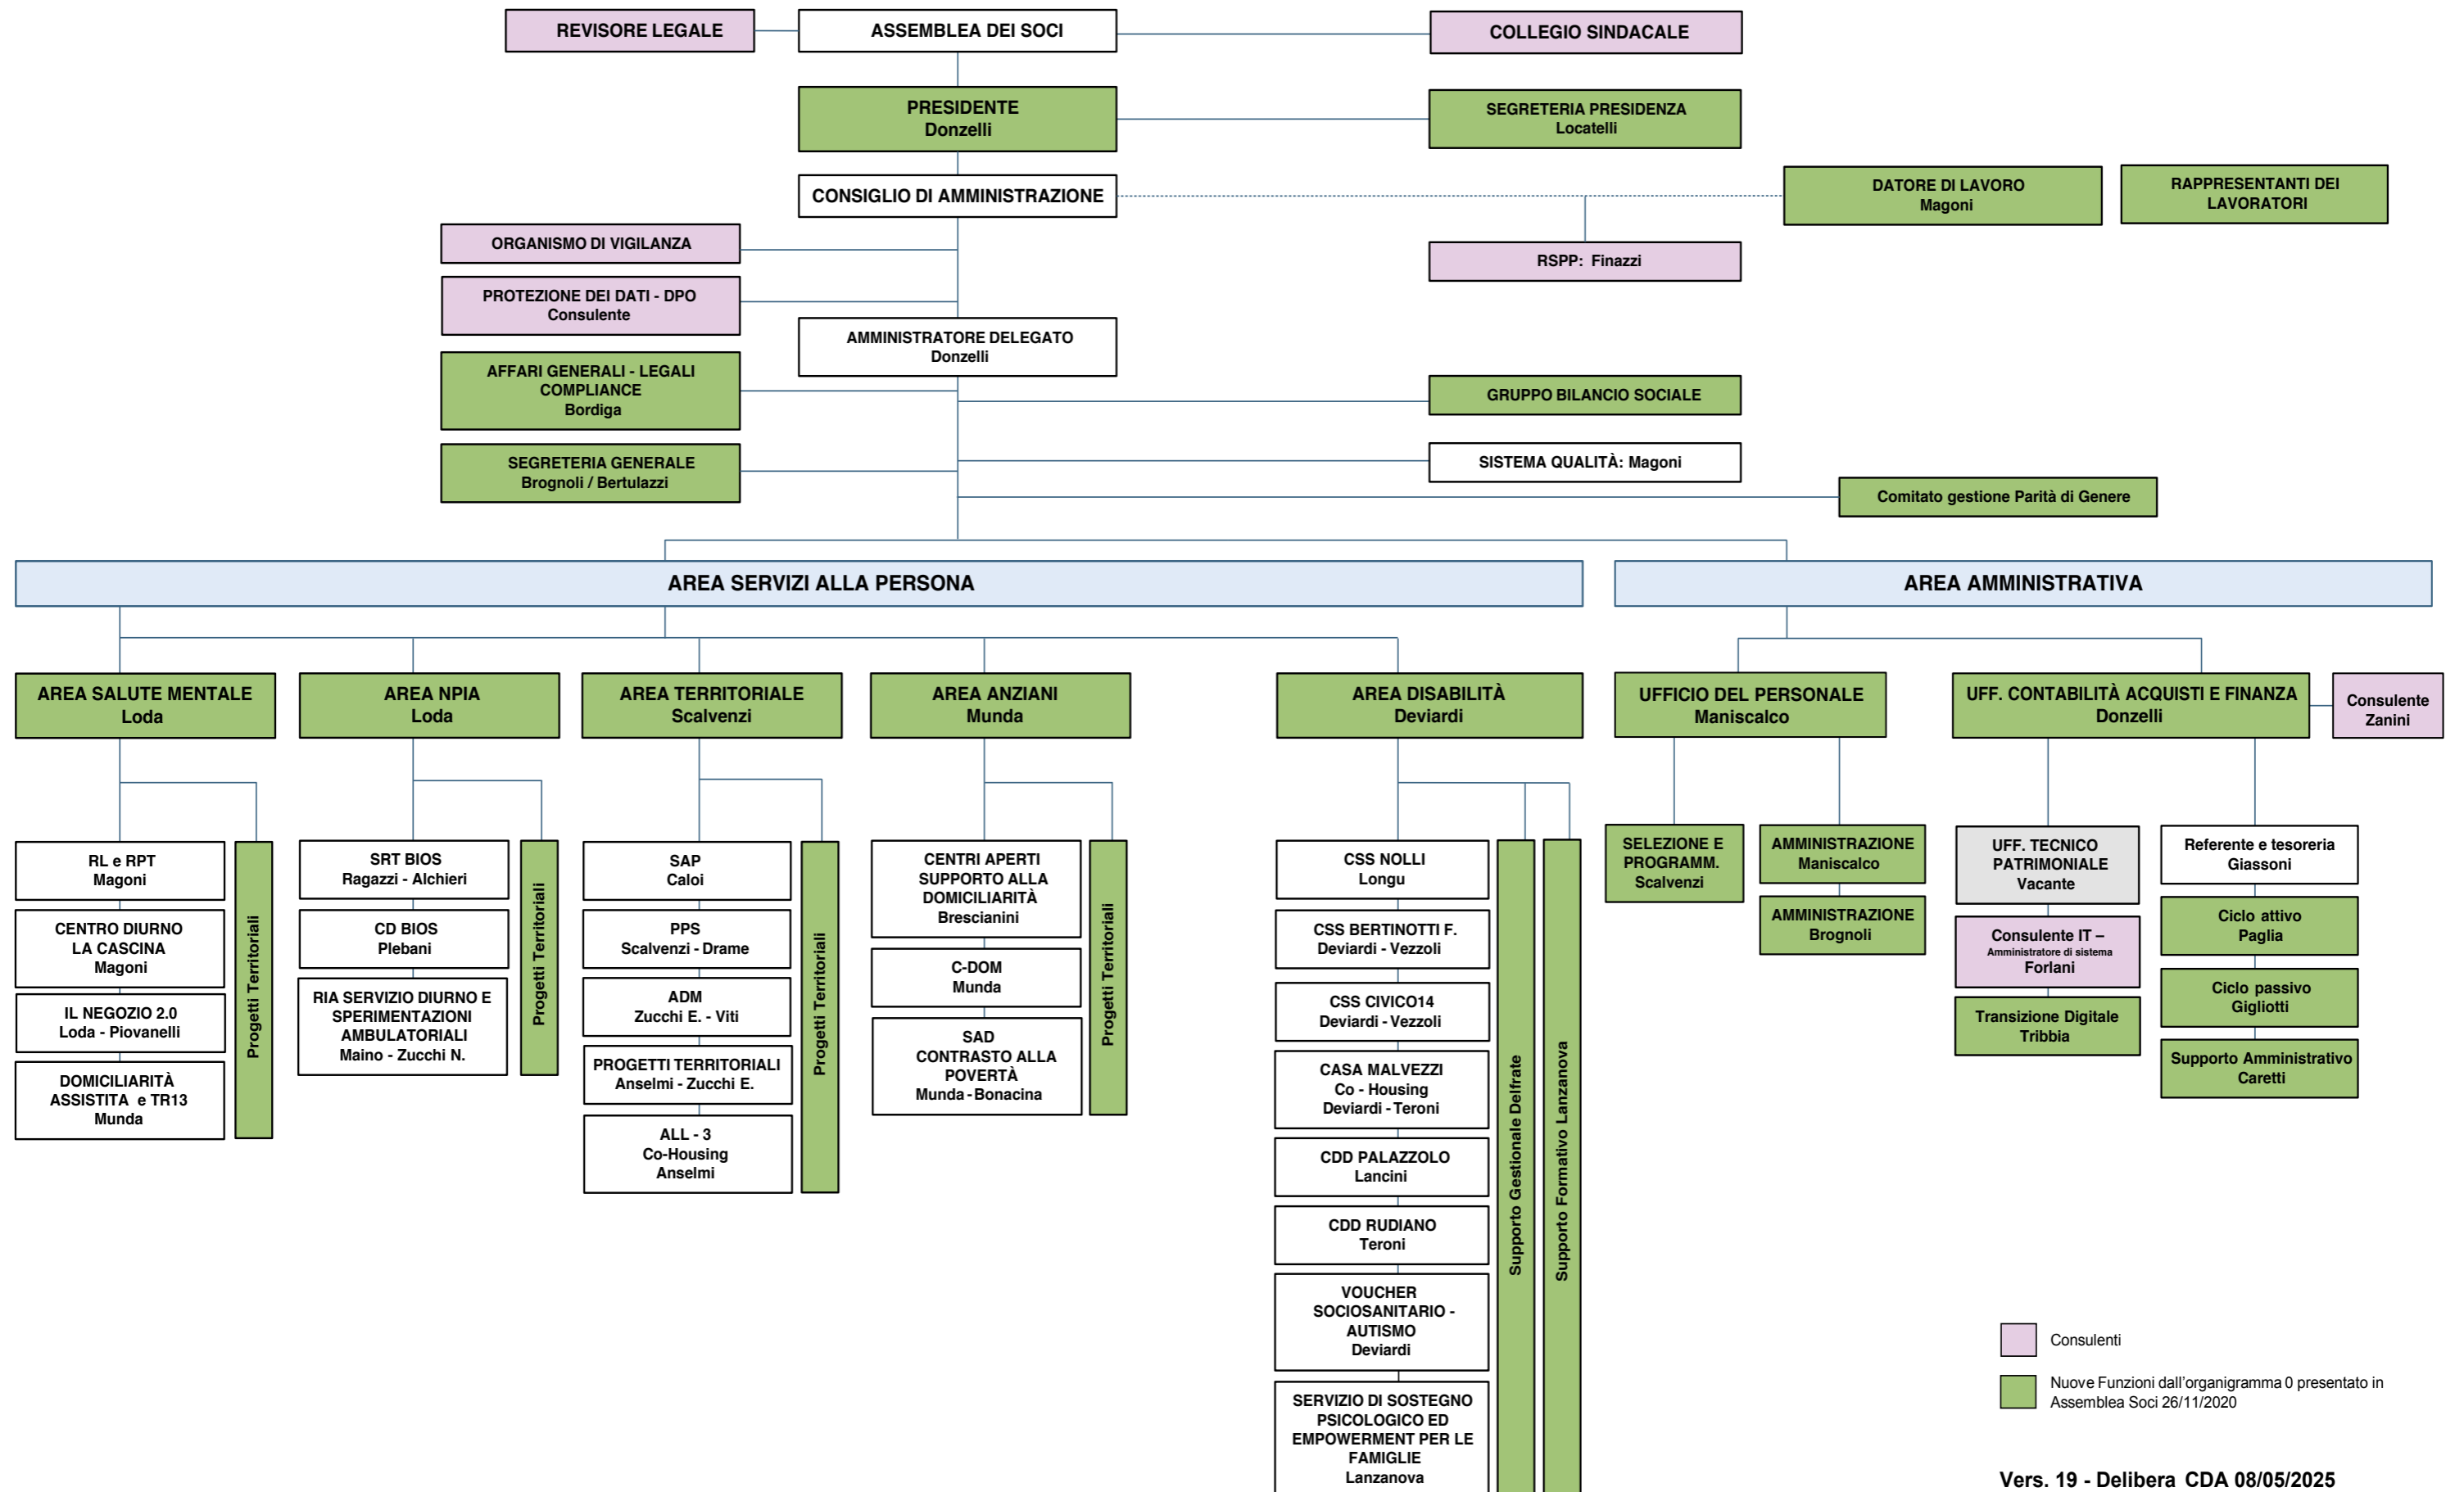 REVISORE LEGALE
ASSEMBLEA DEI SOCI
COLLEGIO SINDACALE
PRESIDENTE
Donzelli
SEGRETERIA PRESIDENZA
Locatelli
CONSIGLIO DI AMMINISTRAZIONE
DATORE DI LAVORO
Magoni
RAPPRESENTANTI DEI
LAVORATORI
ORGANISMO DI VIGILANZA
RSPP: Finazzi
PROTEZIONE DEI DATI - DPO
Consulente
AMMINISTRATORE DELEGATO
Donzelli
AFFARI GENERALI - LEGALI
COMPLIANCE
Bordiga
GRUPPO BILANCIO SOCIALE
SEGRETERIA GENERALE
Brognoli / Bertulazzi
SISTEMA QUALITÀ: Magoni
Comitato gestione Parità di Genere
AREA SERVIZI ALLA PERSONA
AREA AMMINISTRATIVA
AREA SALUTE MENTALE
Loda
AREA NPIA
Loda
AREA TERRITORIALE
Scalvenzi
AREA ANZIANI
Munda
AREA DISABILITÀ
Deviardi
UFFICIO DEL PERSONALE
Maniscalco
UFF. CONTABILITÀ ACQUISTI E FINANZA
Donzelli
Consulente
Zanini
RL e RPT
Magoni
CENTRO DIURNO
LA CASCINA
Magoni
IL NEGOZIO 2.0
Loda - Piovanelli
DOMICILIARITÀ
ASSISTITA e TR13
Munda
Progetti Territoriali
SRT BIOS
Ragazzi - Alchieri
CD BIOS
Plebani
RIA SERVIZIO DIURNO E
SPERIMENTAZIONI
AMBULATORIALI
Maino - Zucchi N.
Progetti Territoriali
SAP
Caloi
PPS
Scalvenzi - Drame
ADM
Zucchi E. - Viti
PROGETTI TERRITORIALI
Anselmi - Zucchi E.
ALL - 3
Co-Housing
Anselmi
Progetti Territoriali
CENTRI APERTI
SUPPORTO ALLA
DOMICILIARITÀ
Brescianini
C-DOM
Munda
SAD
CONTRASTO ALLA
POVERTÀ
Munda - Bonacina
Progetti Territoriali
CSS NOLLI
Longu
CSS BERTINOTTI F.
Deviardi - Vezzoli
CSS CIVICO14
Deviardi - Vezzoli
CASA MALVEZZI
Co - Housing
Deviardi - Teroni
CDD PALAZZOLO
Lancini
CDD RUDIANO
Teroni
VOUCHER
SOCIOSANITARIO -
AUTISMO
Deviardi
SERVIZIO DI SOSTEGNO
PSICOLOGICO ED
EMPOWERMENT PER LE
FAMIGLIE
Lanzanova
Supporto Gestionale Delfrate
Supporto Formativo Lanzanova
SELEZIONE E
PROGRAMM.
Scalvenzi
AMMINISTRAZIONE
Maniscalco
AMMINISTRAZIONE
Brognoli
UFF. TECNICO
PATRIMONIALE
Vacante
Consulente IT –
Amministratore di sistema
Forlani
Transizione Digitale
Tribbia
Referente e tesoreria
Giassoni
Ciclo attivo
Paglia
Ciclo passivo
Gigliotti
Supporto Amministrativo
Caretti
Consulenti
Nuove Funzioni dall'organigramma 0 presentato in
Assemblea Soci 26/11/2020
Vers. 19 - Delibera CDA 08/05/2025